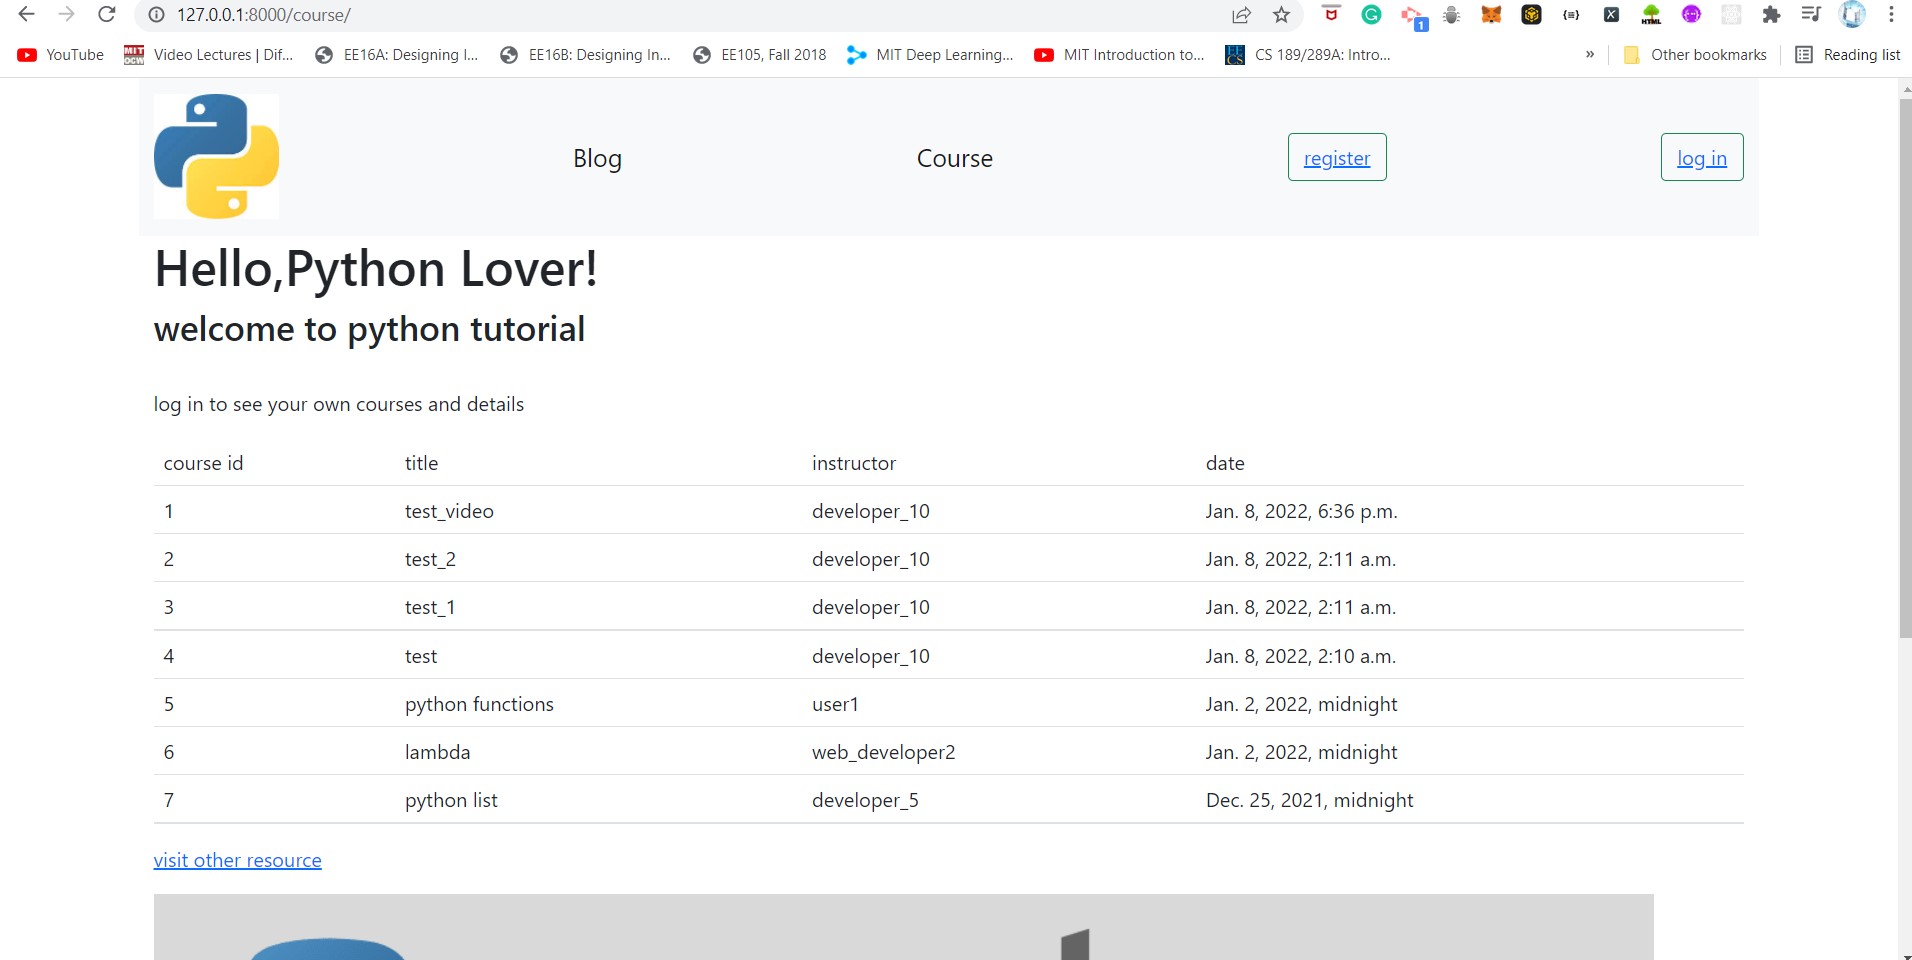 127.0.0.1:8000/course/
1
HTML
YouTube
MIT OCW Video Lectures | Dif...
EE16A: Designing I...
EE16B: Designing In...
EE105, Fall 2018
MIT Deep Learning...
MIT Introduction to...
EECS CS 189/289A: Intro...
»
Other bookmarks
Reading list
Blog Course register log in
Hello,Python Lover!
welcome to python tutorial
log in to see your own courses and details
course id title instructor date
1 test_video developer_10 Jan. 8, 2022, 6:36 p.m.
2 test_2 developer_10 Jan. 8, 2022, 2:11 a.m.
3 test_1 developer_10 Jan. 8, 2022, 2:11 a.m.
4 test developer_10 Jan. 8, 2022, 2:10 a.m.
5 python functions user1 Jan. 2, 2022, midnight
6 lambda web_developer2 Jan. 2, 2022, midnight
7 python list developer_5 Dec. 25, 2021, midnight
visit other resource